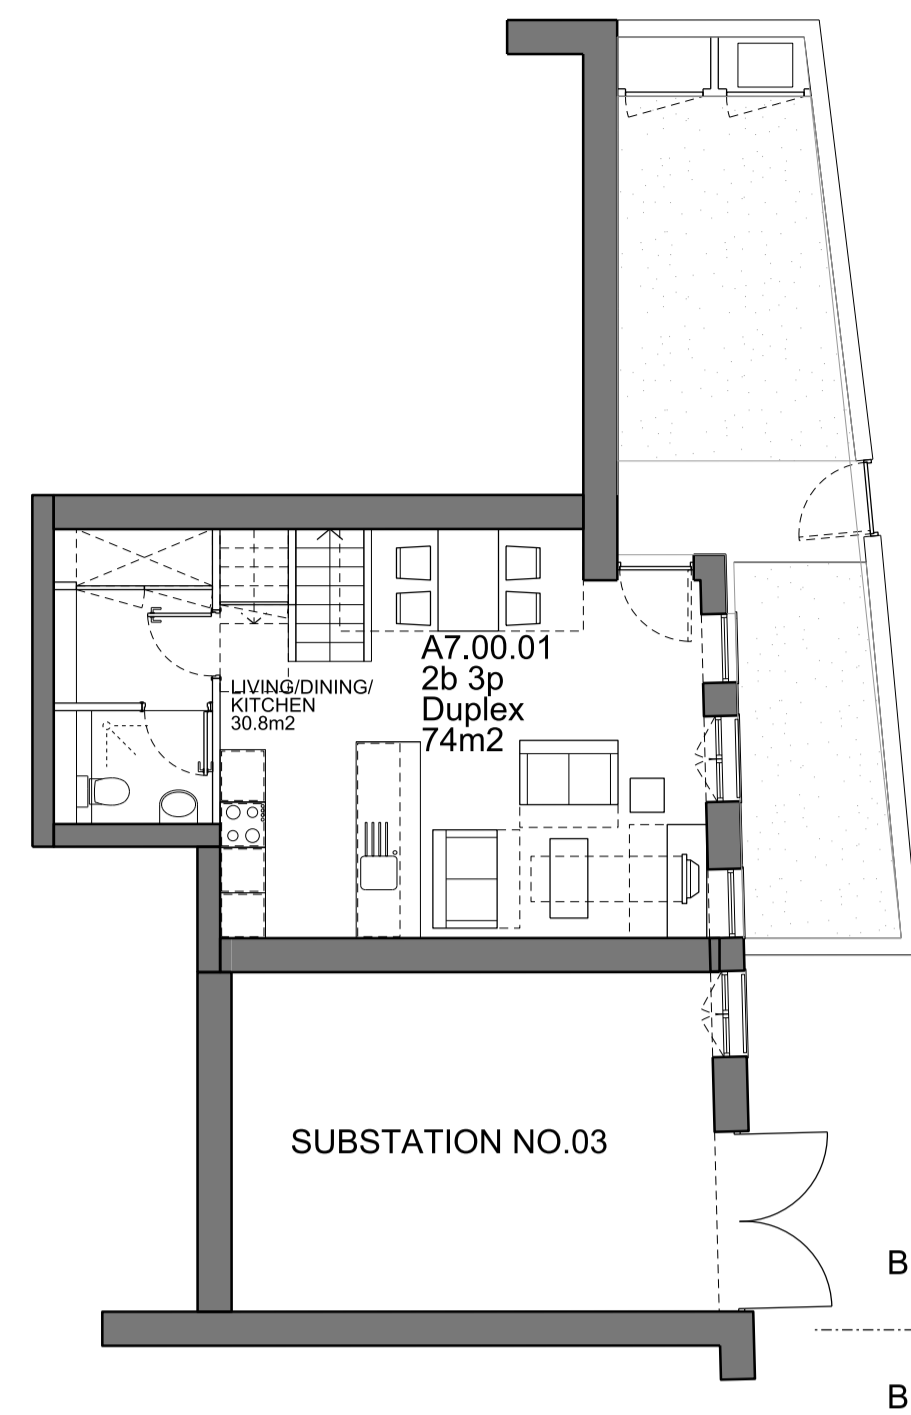 A7.00.01
2b 3p
Duplex
74m2
LIVING/DINING/
KITCHEN
30.8m2
SUBSTATION NO.03
B
B